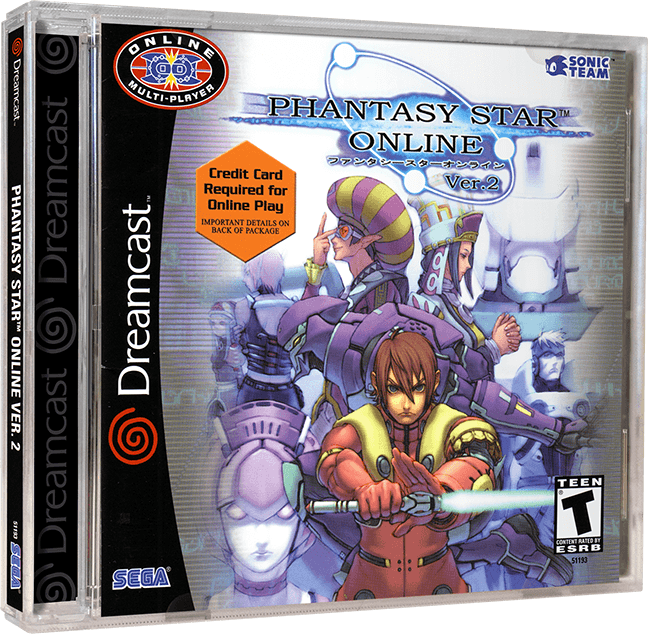 Dreamcast™
PHANTASY STAR™ ONLINE VER. 2
51193
SEGA
Dreamcast
Dreamcast
ONLINE
MULTI-PLAYER
Dreamcast™
SEGA®
SONIC
TEAM
PHANTASY STAR™
ONLINE
ファンタシースターオンライン
Ver.2
Credit Card
Required for
Online Play
IMPORTANT DETAILS ON
BACK OF PACKAGE
TEEN
T
CONTENT RATED BY
ESRB
51193